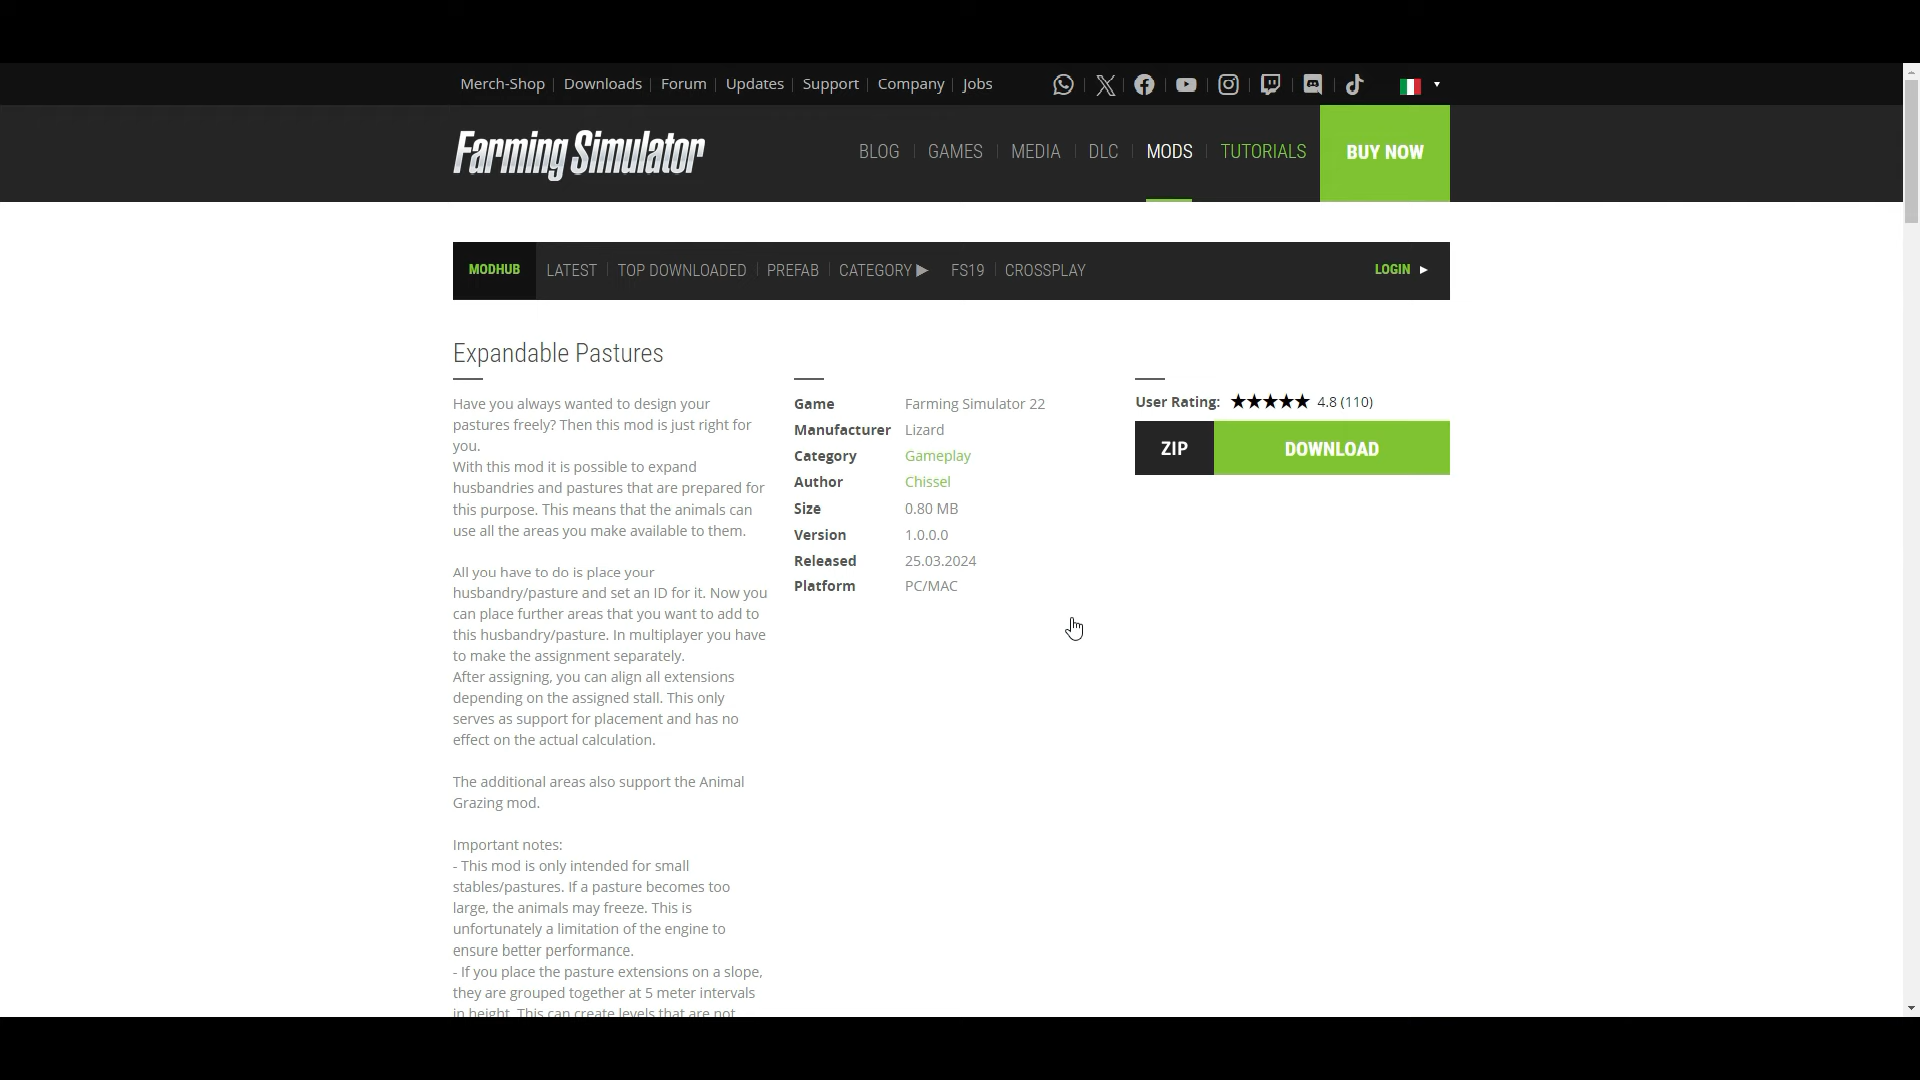 Merch-Shop Downloads Forum Updates Support Company Jobs
Farming Simulator BLOG GAMES MEDIA DLC MODS TUTORIALS BUY NOW
MODHUB LATEST TOP DOWNLOADED PREFAB CATEGORY FS19 CROSSPLAY LOGIN
Expandable Pastures
Have you always wanted to design your
pastures freely? Then this mod is just right for
you.
With this mod it is possible to expand
husbandries and pastures that are prepared for
this purpose. This means that the animals can
use all the areas you make available to them.
All you have to do is place your
husbandry/pasture and set an ID for it. Now you
can place further areas that you want to add to
this husbandry/pasture. In multiplayer you have
to make the assignment separately.
After assigning, you can align all extensions
depending on the assigned stall. This only
serves as support for placement and has no
effect on the actual calculation.
The additional areas also support the Animal
Grazing mod.
Important notes:
- This mod is only intended for small
stables/pastures. If a pasture becomes too
large, the animals may freeze. This is
unfortunately a limitation of the engine to
ensure better performance.
- If you place the pasture extensions on a slope,
they are grouped together at 5 meter intervals
in height. This can create levels that are not
Game Farming Simulator 22
Manufacturer Lizard
Category Gameplay
Author Chissel
Size 0.80 MB
Version 1.0.0.0
Released 25.03.2024
Platform PC/MAC
User Rating: 4.8 (110)
ZIP DOWNLOAD